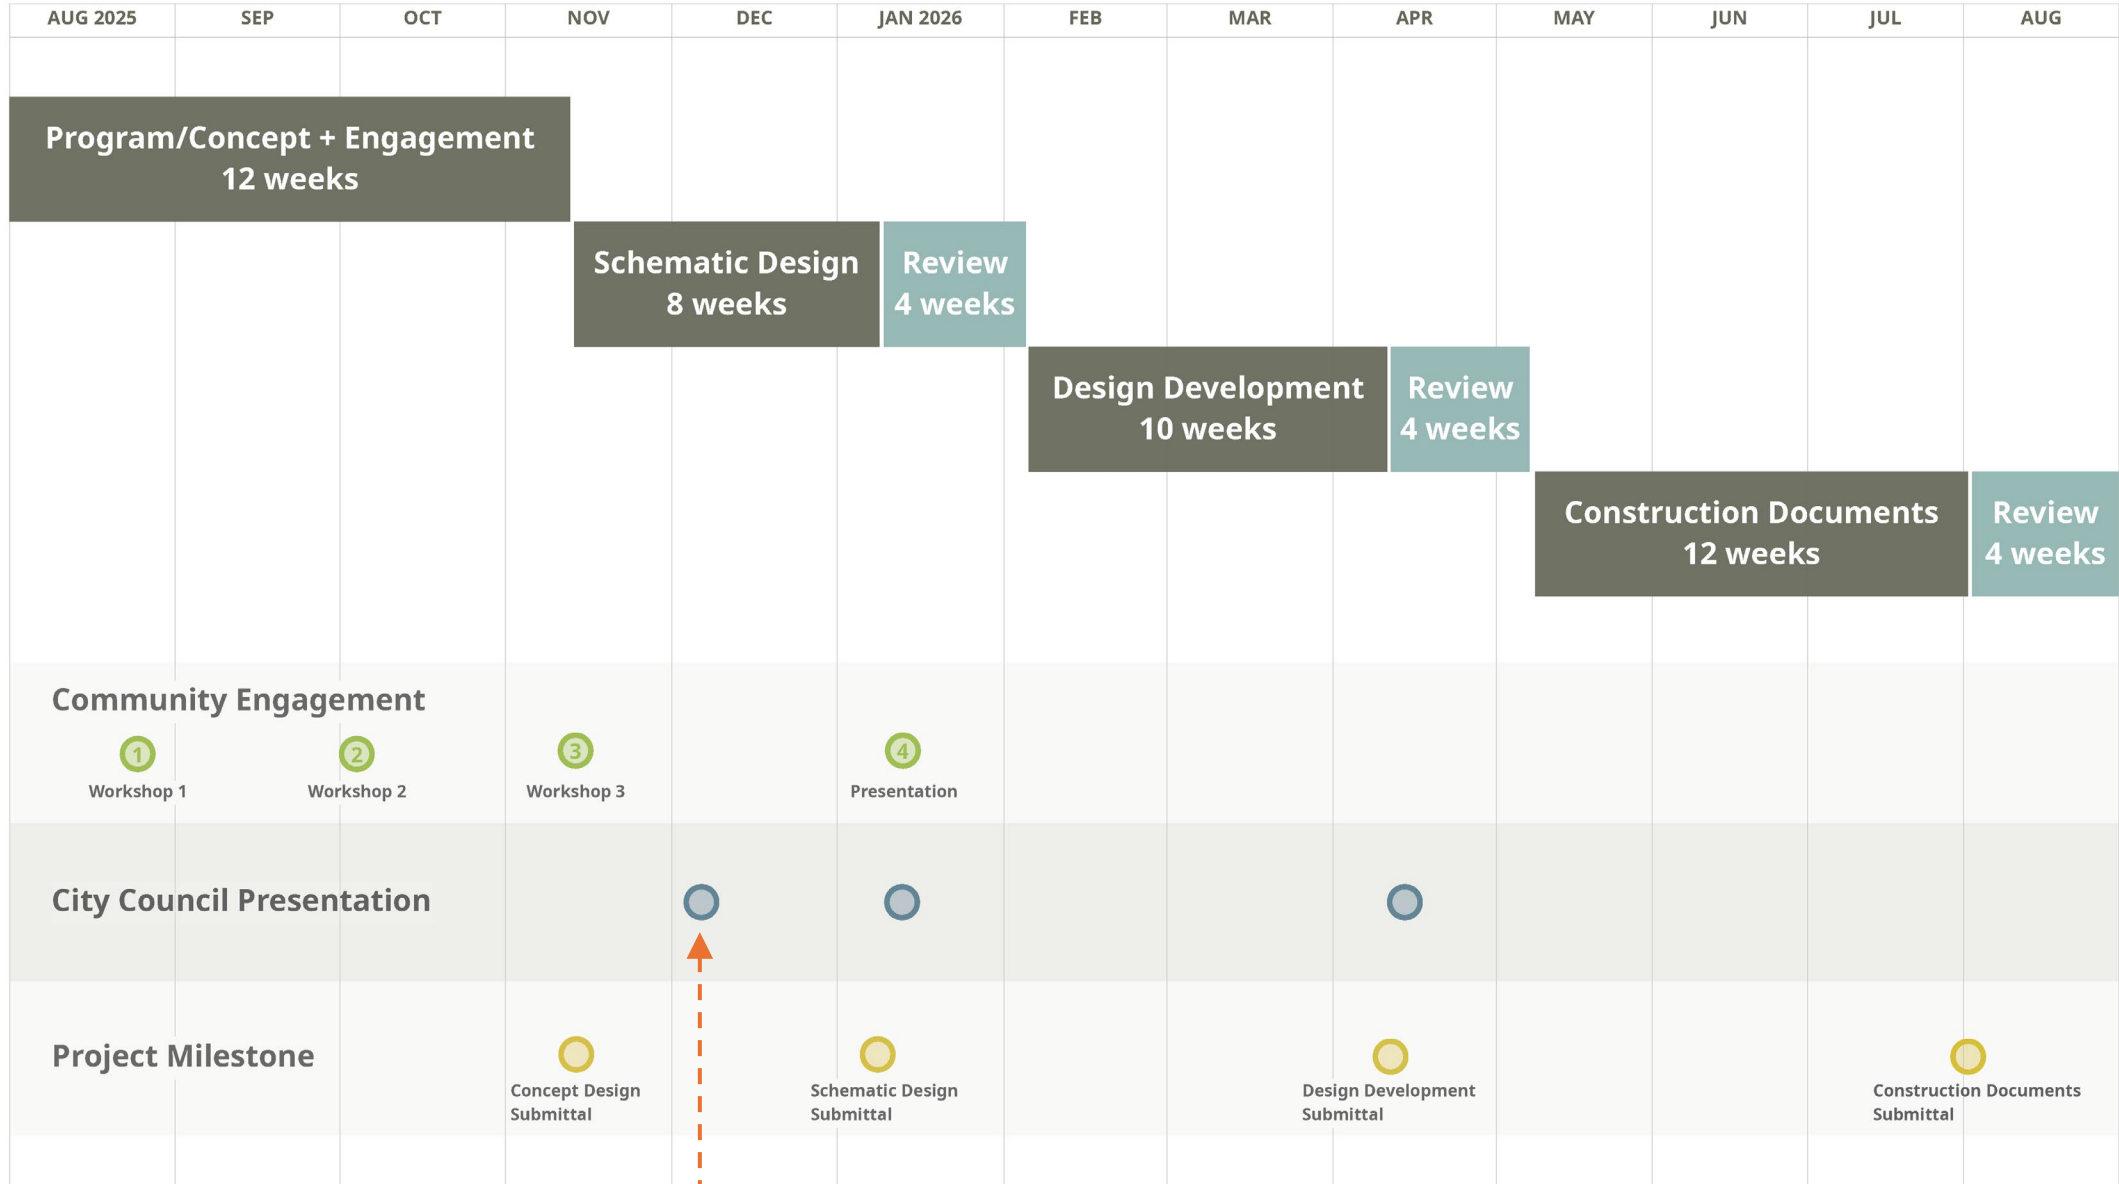 AUG 2025 SEP OCT NOV DEC JAN 2026 FEB MAR APR MAY JUN JUL AUG
Program/Concept + Engagement
12 weeks
Schematic Design
8 weeks
Review
4 weeks
Design Development
10 weeks
Review
4 weeks
Construction Documents
12 weeks
Review
4 weeks
Community Engagement
1 2 3 4
Workshop 1 Workshop 2 Workshop 3 Presentation
City Council Presentation
Project Milestone
Concept Design
Submittal
Schematic Design
Submittal
Design Development
Submittal
Construction Documents
Submittal